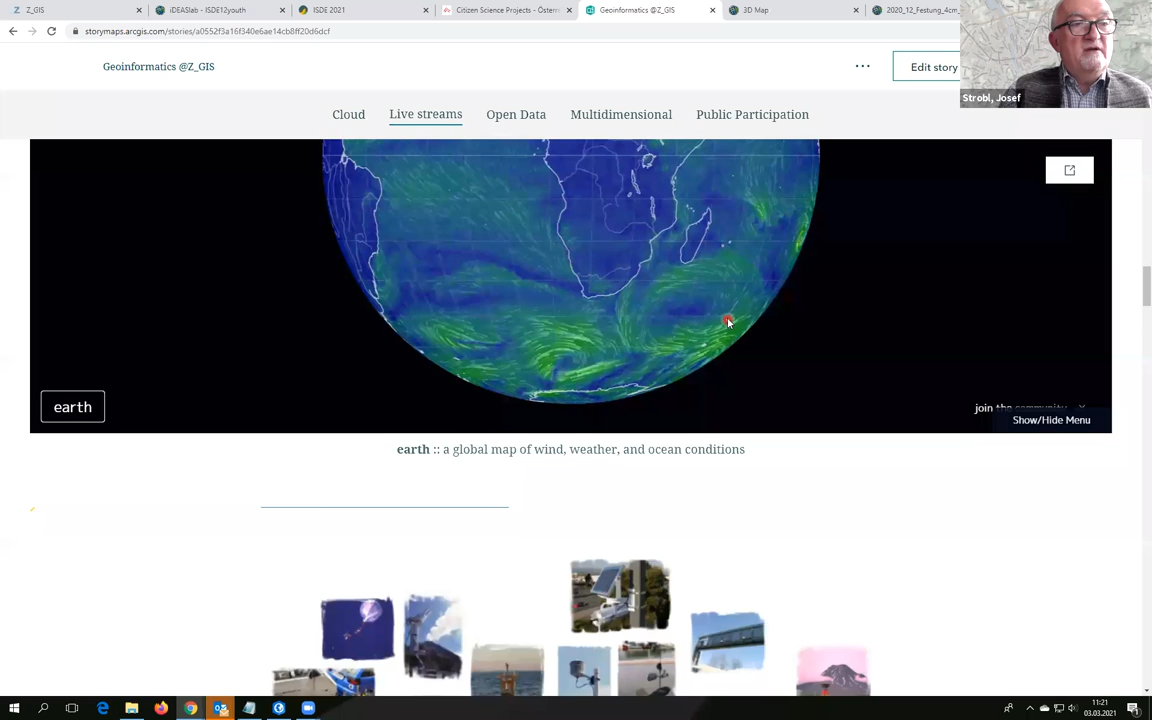 Z_GIS
iDEASlab - ISDE12youth
ISDE 2021
Citizen Science Projects - Österr
Geoinformatics @Z_GIS
3D Map
2020_12_Festung_4cm_
storymaps.arcgis.com/stories/a0552f3a16f340e6ae14cb8ff20d6dcf
Geoinformatics @Z_GIS
Edit story
Strobl, Josef
Cloud
Live streams
Open Data
Multidimensional
Public Participation
earth
join the community
Show/Hide Menu
earth :: a global map of wind, weather, and ocean conditions
11:21
03.03.2021